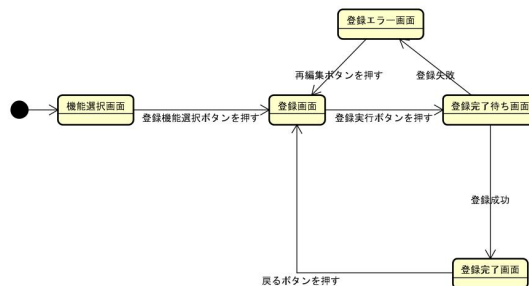 登録エラー画面
再編集ボタンを押す
登録失敗
機能選択画面
登録機能選択ボタンを押す
登録画面
登録実行ボタンを押す
登録完了待ち画面
登録成功
登録完了画面
戻るボタンを押す